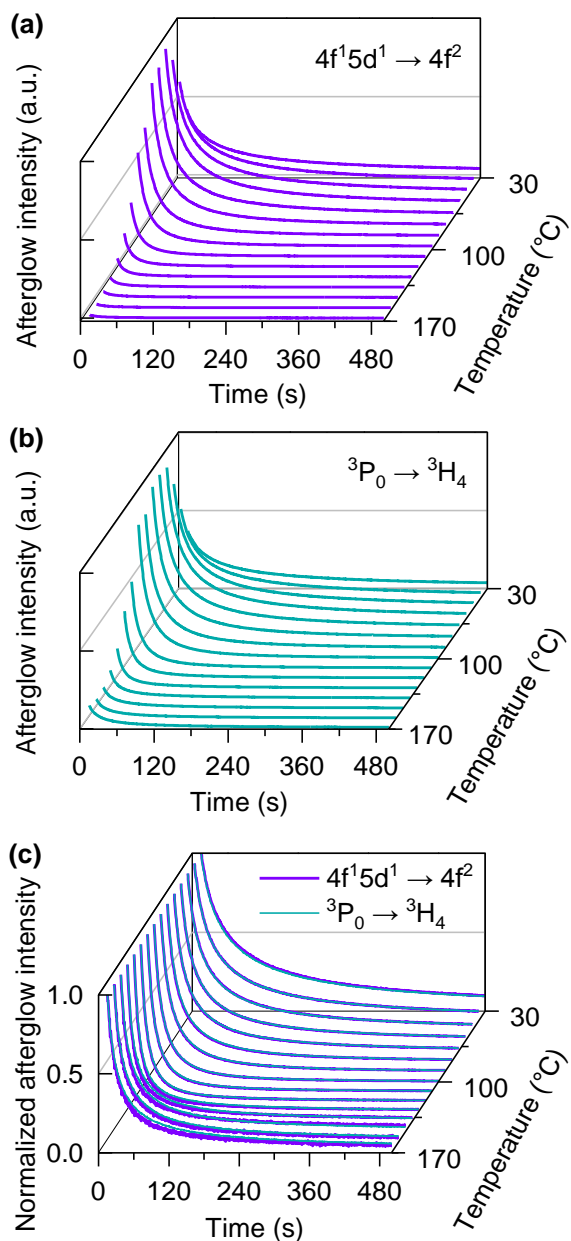 (a)
4f¹5d¹ → 4f²
Afterglow intensity (a.u.)
30
100
170
Temperature (°C)
0 120 240 360 480
Time (s)
(b)
³P₀ → ³H₄
Afterglow intensity (a.u.)
30
100
170
Temperature (°C)
0 120 240 360 480
Time (s)
(c)
4f¹5d¹ → 4f²
³P₀ → ³H₄
Normalized afterglow intensity
1.0
0.5
0.0
30
100
170
Temperature (°C)
0 120 240 360 480
Time (s)